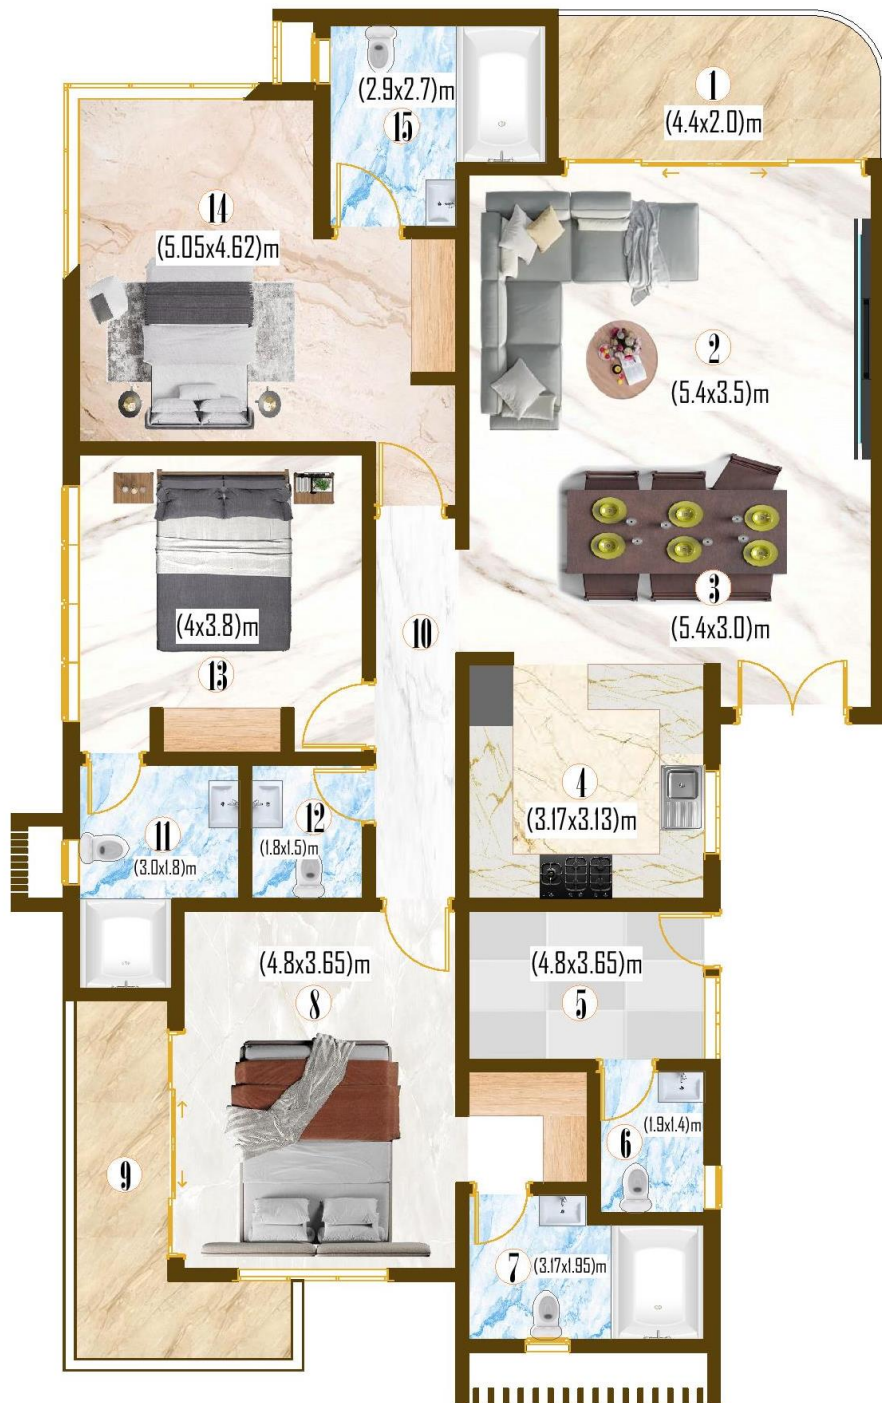 (2.9x2.7)m
15
1
(4.4x2.0)m
14
(5.05x4.62)m
2
(5.4x3.5)m
3
(5.4x3.0)m
(4x3.8)m
13
10
4
(3.17x3.13)m
11
(3.0x1.8)m
12
(1.8x1.5)m
(4.8x3.65)m
8
(4.8x3.65)m
5
6
(1.9x1.4)m
9
7
(3.17x1.95)m